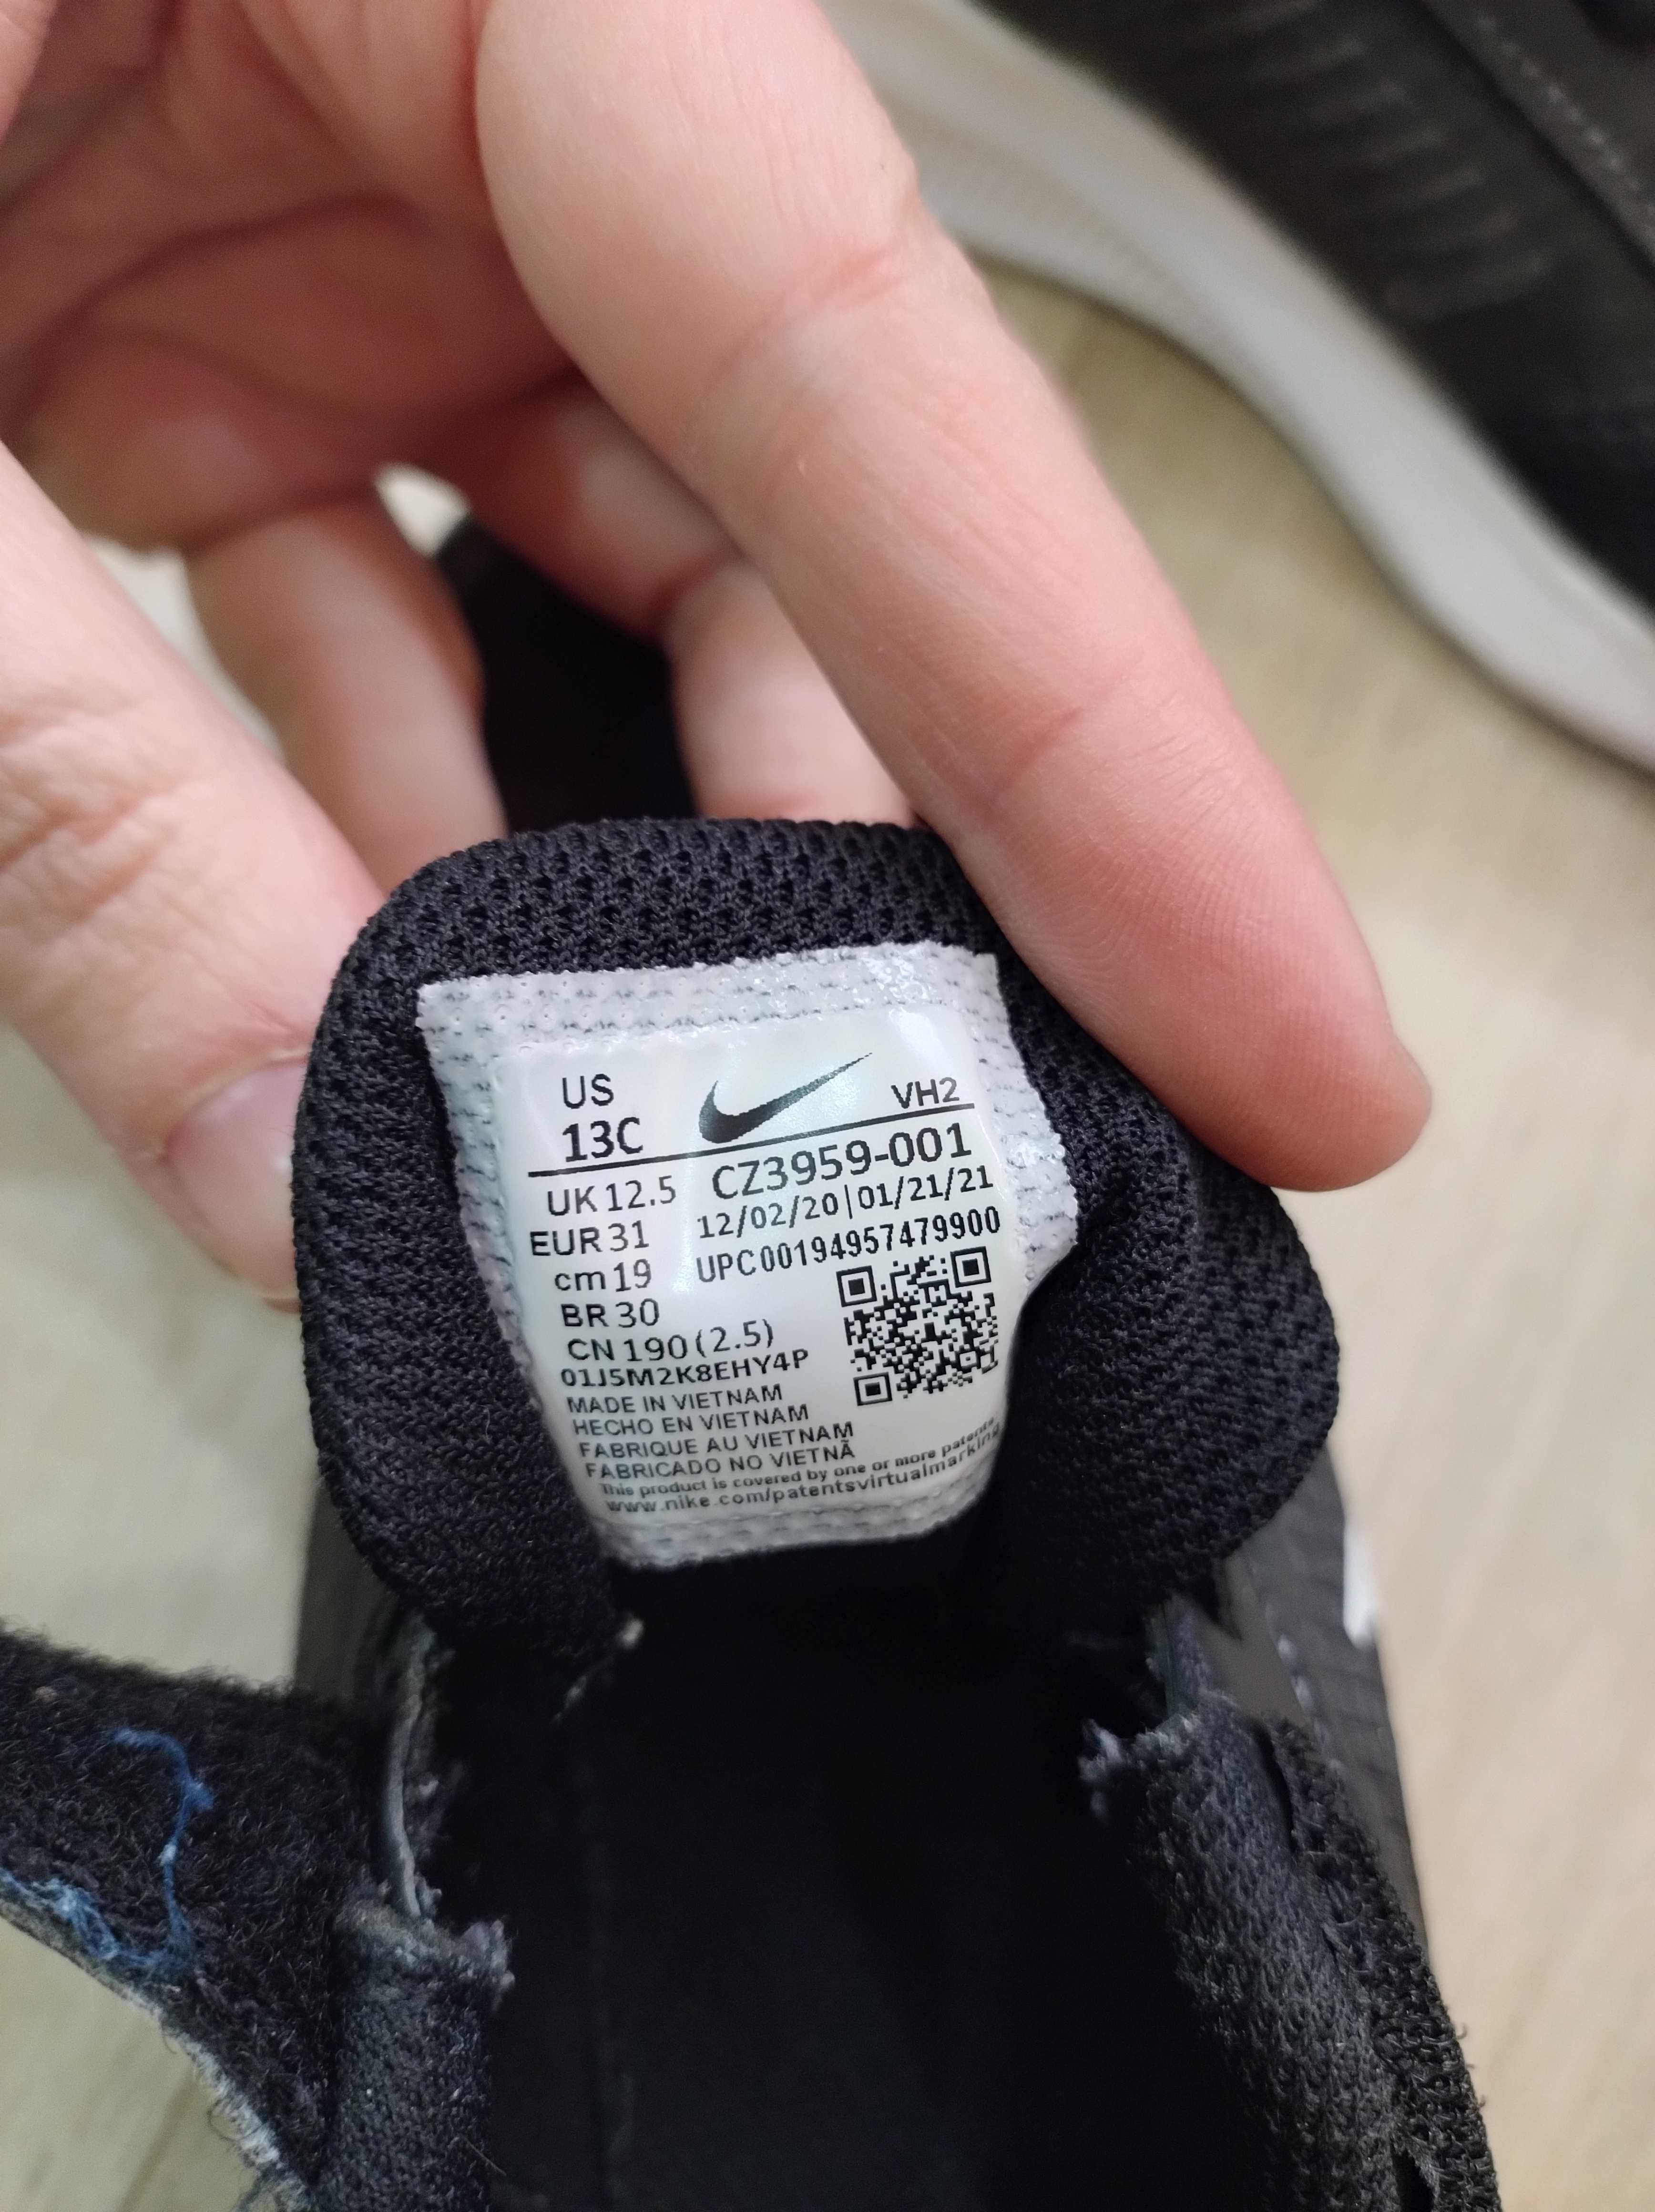 US
13C
VH2
UK 12.5
CZ3959-001
EUR 31
12/02/20|01/21/21
cm 19
UPC00194957479900
BR 30
CN 190 (2.5)
01J5M2K8EHY4P
MADE IN VIETNAM
HECHO EN VIETNAM
FABRIQUE AU VIETNAM
FABRICADO NO VIETNÃ
This product is covered by one or more patents
www.nike.com/patentsvirtualmarking